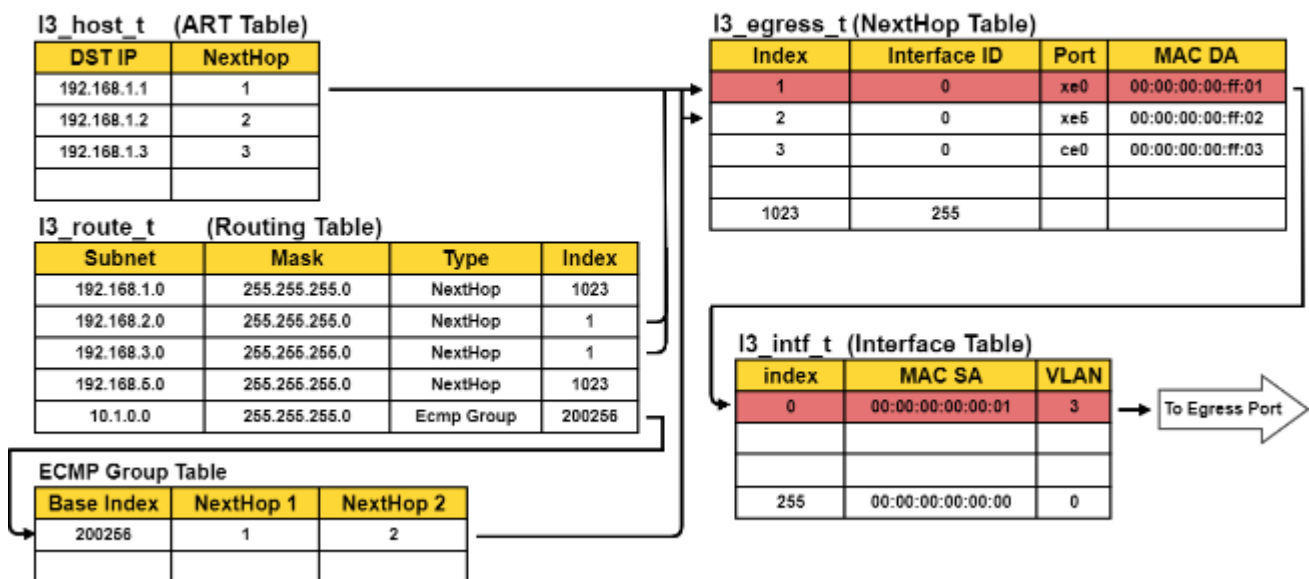 l3_host_t (ART Table)
DST IP NextHop
192.168.1.1 1
192.168.1.2 2
192.168.1.3 3
l3_route_t (Routing Table)
Subnet Mask Type Index
192.168.1.0 255.255.255.0 NextHop 1023
192.168.2.0 255.255.255.0 NextHop 1
192.168.3.0 255.255.255.0 NextHop 1
192.168.5.0 255.255.255.0 NextHop 1023
10.1.0.0 255.255.255.0 Ecmp Group 200256
ECMP Group Table
Base Index NextHop 1 NextHop 2
200256 1 2
l3_egress_t (NextHop Table)
Index Interface ID Port MAC DA
1 0 xe0 00:00:00:00:ff:01
2 0 xe5 00:00:00:00:ff:02
3 0 ce0 00:00:00:00:ff:03
1023 255
l3_intf_t (Interface Table)
index MAC SA VLAN
0 00:00:00:00:00:01 3
255 00:00:00:00:00:00 0
To Egress Port